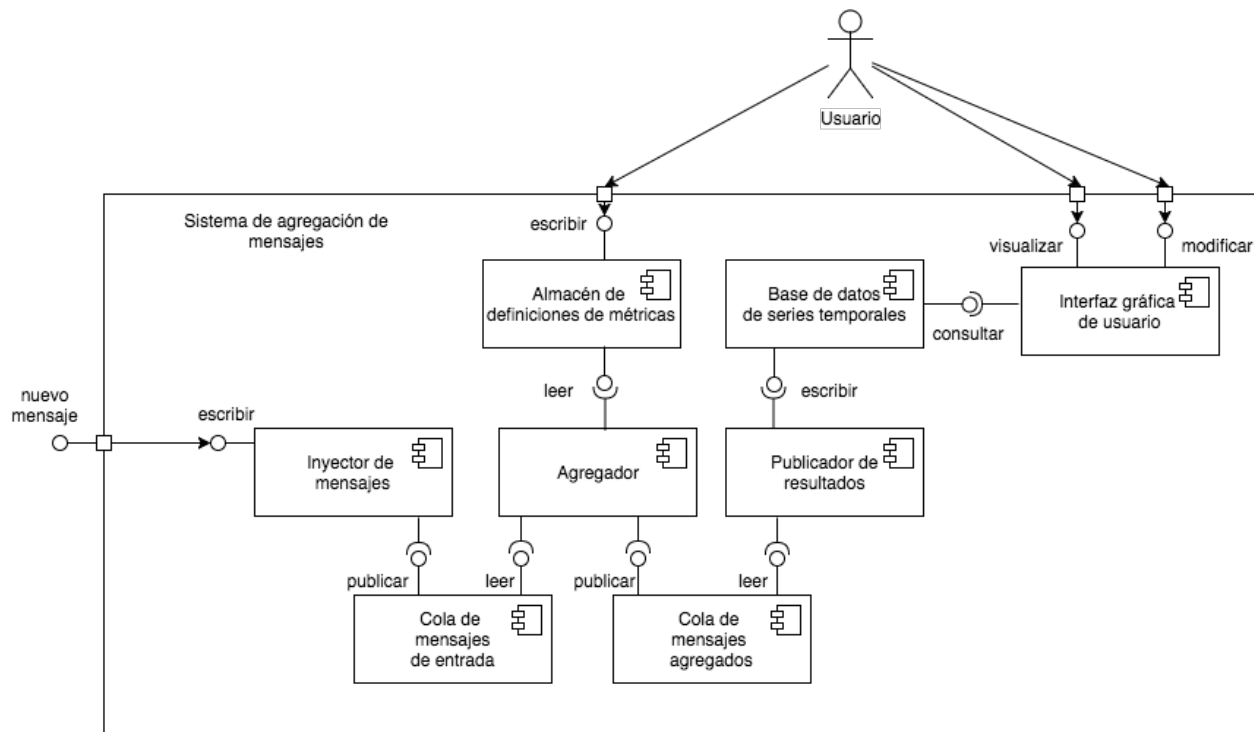 Usuario
Sistema de agregación de
mensajes
escribir
visualizar
modificar
Almacén de
definiciones de métricas
Base de datos
de series temporales
consultar
Interfaz gráfica
de usuario
leer
escribir
nuevo
mensaje
escribir
Inyector de
mensajes
Agregador
Publicador de
resultados
publicar
leer
publicar
leer
Cola de
mensajes
de entrada
Cola de
mensajes
agregados